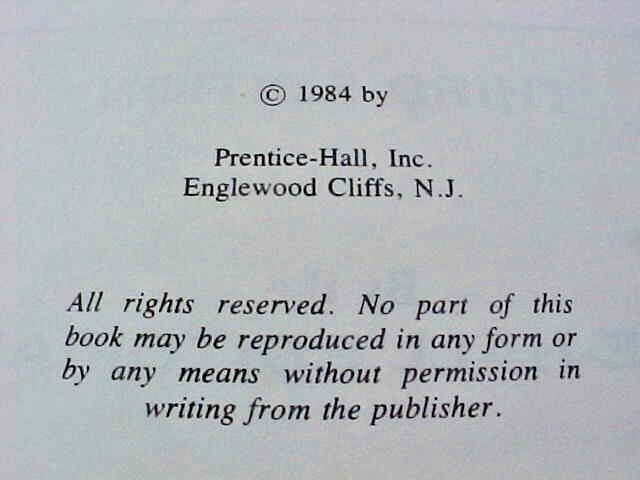 © 1984 by
Prentice-Hall, Inc.
Englewood Cliffs, N.J.
All rights reserved. No part of this
book may be reproduced in any form or
by any means without permission in
writing from the publisher.